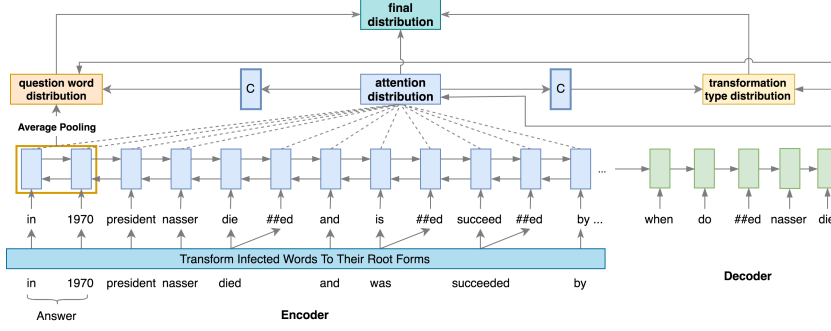 final
distribution
question word
distribution
C
attention
distribution
C
transformation
type distribution
Average Pooling
...
in 1970 president nasser die ##ed and is ##ed succeed ##ed by ... when do ##ed nasser die
Transform Infected Words To Their Root Forms
in 1970 president nasser died and was succeeded by
Decoder
Answer
Encoder